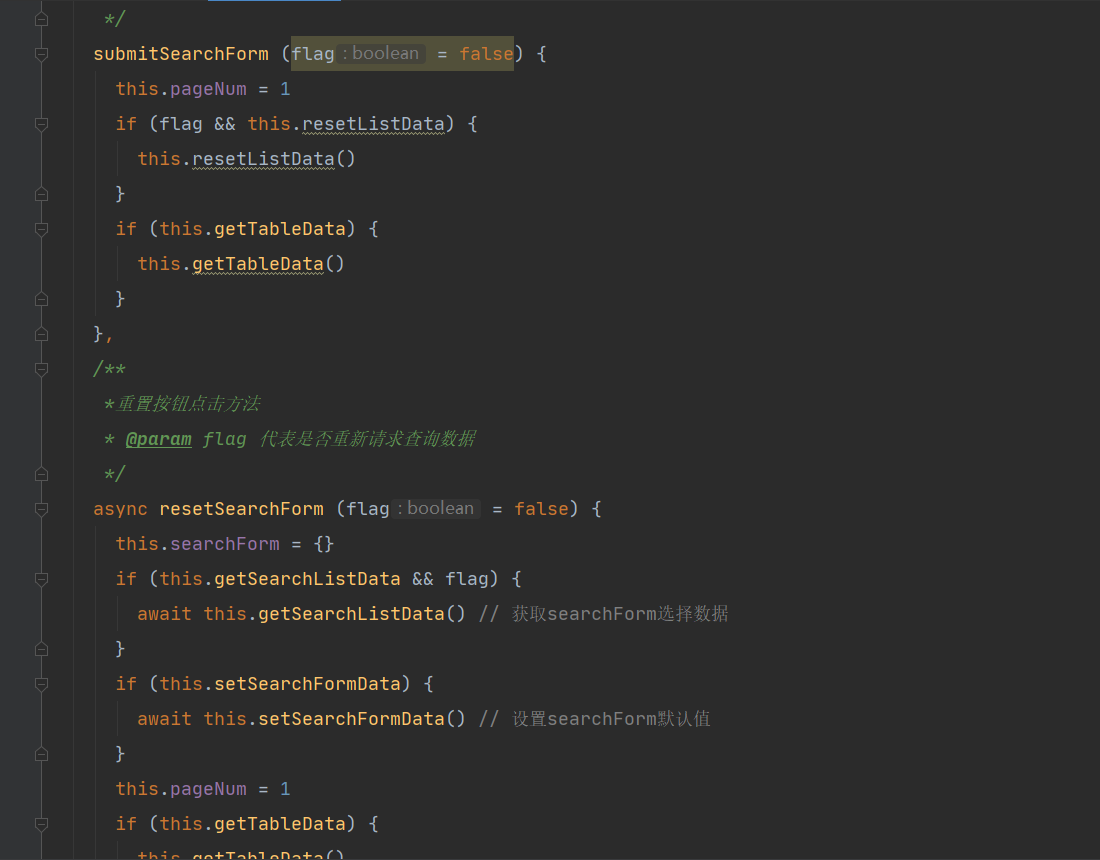 */
submitSearchForm (flag : boolean = false) {
this.pageNum = 1
if (flag && this.resetListData) {
this.resetListData()
}
if (this.getTableData) {
this.getTableData()
}
},
/**
*重置按钮点击方法
* @param flag 代表是否重新请求查询数据
*/
async resetSearchForm (flag : boolean = false) {
this.searchForm = {}
if (this.getSearchListData && flag) {
await this.getSearchListData() // 获取searchForm选择数据
}
if (this.setSearchFormData) {
await this.setSearchFormData() // 设置searchForm默认值
}
this.pageNum = 1
if (this.getTableData) {
this.getTableData()